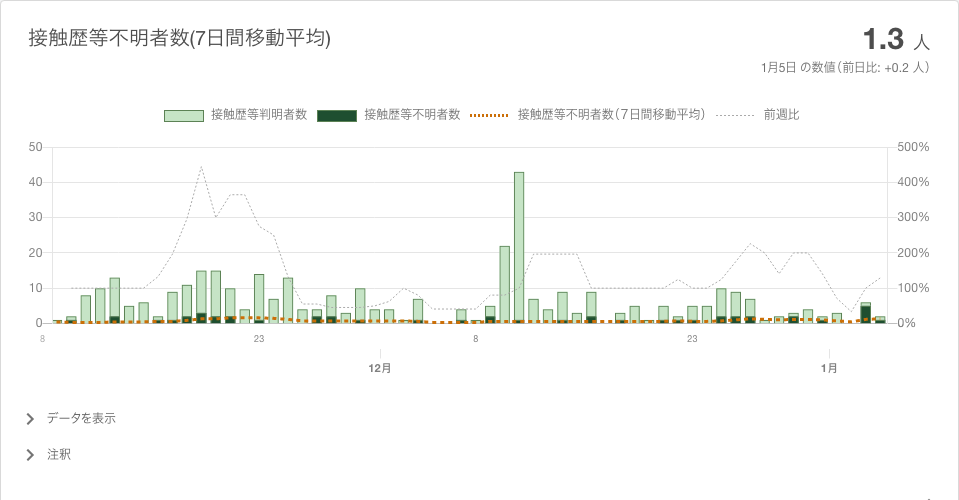 接触歴等不明者数(7日間移動平均)
1.3 人
1月5日 の数値(前日比: +0.2 人)
接触歴等判明者数 接触歴等不明者数 接触歴等不明者数(7日間移動平均) 前週比
50 500%
40 400%
30 300%
20 200%
10 100%
0 0%
8 23 8 23
12月 1月
データを表示
注釈